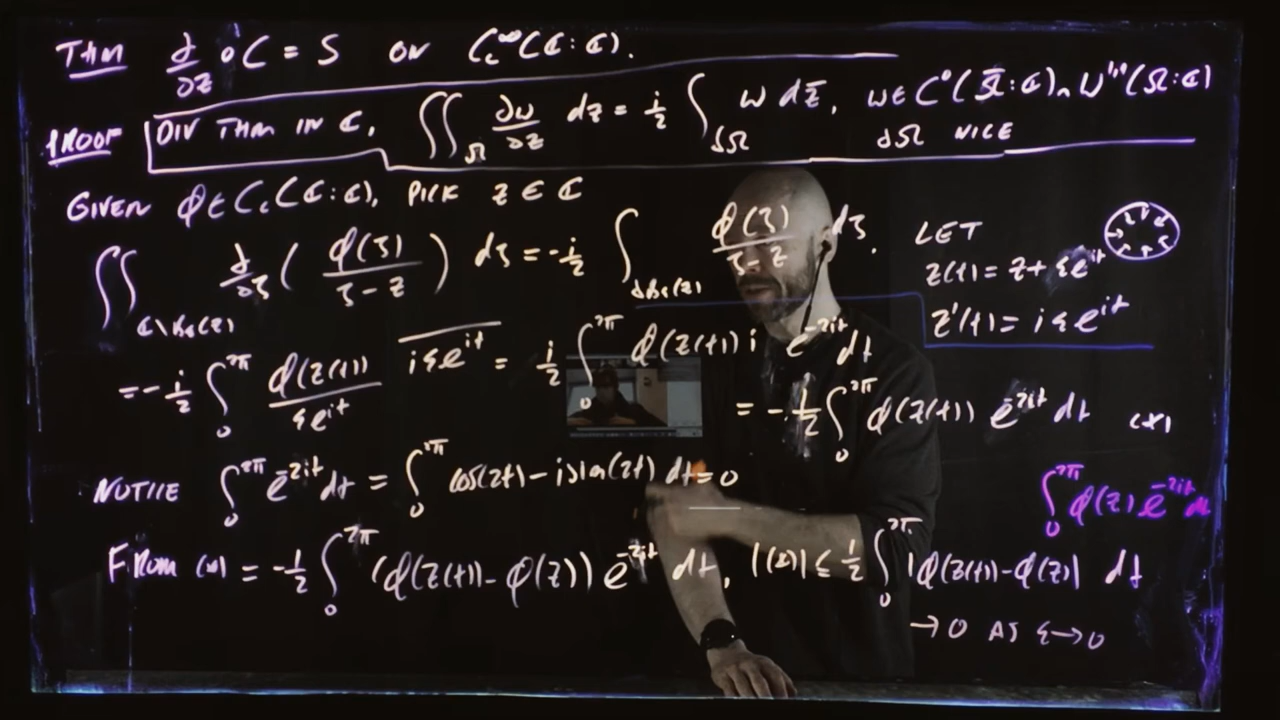 THM ∂/∂z ∘ C = S ON C_c^∞(ℂ:ℂ).
PROOF DIV THM IN ℂ, ∬_Ω ∂w/∂z dz = i/2 ∫_∂Ω w dz̄, w ∈ C⁰(Ω̄:ℂ) ∩ W^{1,1}(Ω:ℂ)
∂Ω NICE
GIVEN φ ∈ C_c(ℂ:ℂ), PICK z ∈ ℂ
∬_{ℂ\B_ε(z)} ∂/∂ζ ( φ(ζ)/(ζ-z) ) dζ = -i/2 ∫_{∂B_ε(z)} φ(ζ)/(ζ-z) dζ̄.
LET
z(t) = z + εe^{it}
z'(t) = iεe^{it}
= -i/2 ∫_0^{2π} φ(z(t))/(εe^{it}) \overline{iεe^{it}} = i/2 ∫_0^{2π} φ(z(t)) i e^{-2it} dt
= -1/2 ∫_0^{2π} φ(z(t)) e^{-2it} dt (*)
NOTICE ∫_0^{2π} e^{-2it} dt = ∫_0^{2π} cos(2t) - i sin(2t) dt = 0
∫_0^{2π} φ(z) e^{-2it} dt
FROM (*) = -1/2 ∫_0^{2π} (φ(z(t)) - φ(z)) e^{-2it} dt, |(*)| ≤ 1/2 ∫_0^{2π} |φ(z(t)) - φ(z)| dt
→ 0 AS ε → 0